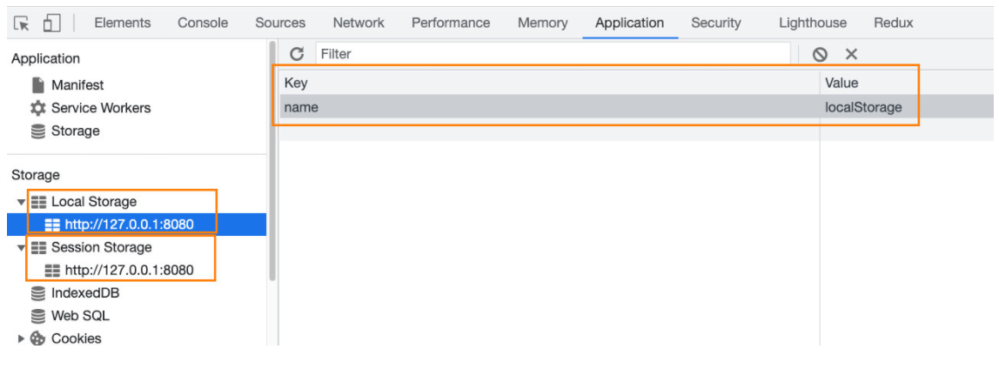 Elements Console Sources Network Performance Memory Application Security Lighthouse Redux
Application
Manifest
Service Workers
Storage
Storage
Local Storage
http://127.0.0.1:8080
Session Storage
http://127.0.0.1:8080
IndexedDB
Web SQL
Cookies
Filter
Key Value
name localStorage